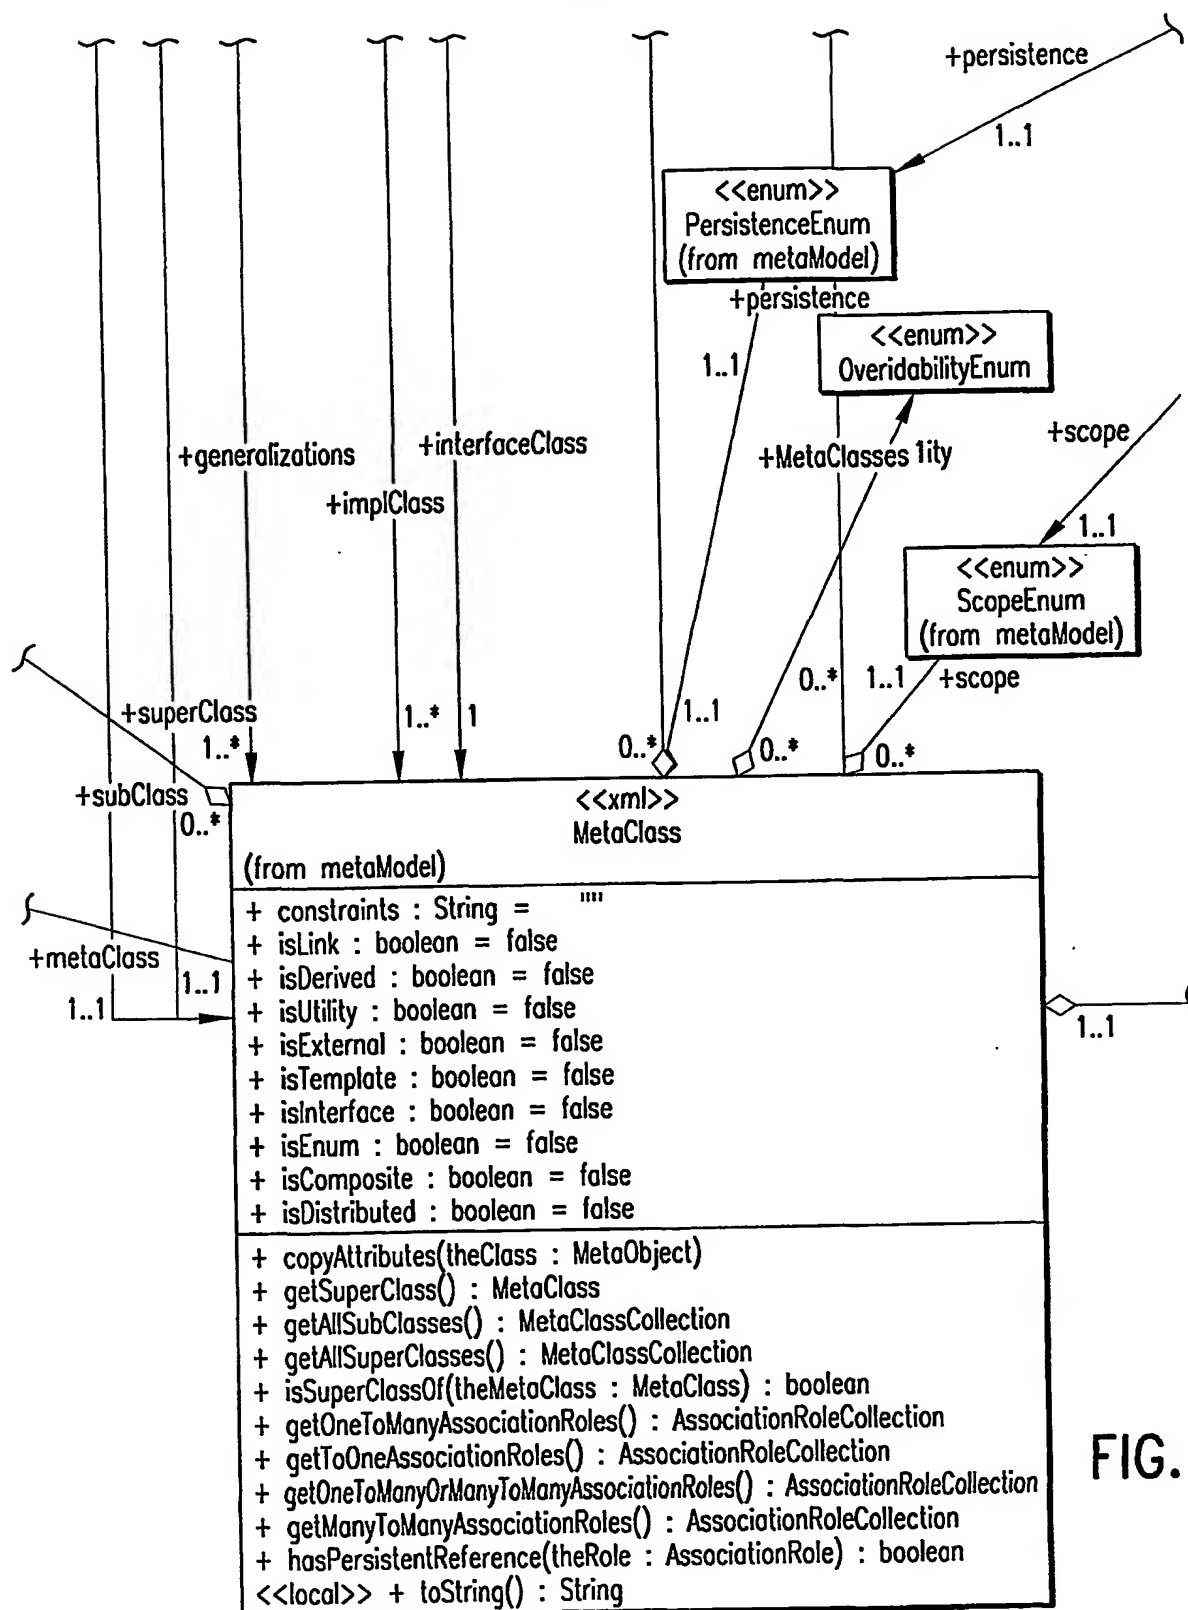 +persistence
1..1
<<enum>>
PersistenceEnum
(from metaModel)
+persistence
1..1
<<enum>>
OveridabilityEnum
+scope
+interfaceClass
+generalizations
+MetaClasses 1ity
+implClass
1..1
<<enum>>
ScopeEnum
(from metaModel)
0..*
1..1
+scope
+superClass
1..*
1..*
1
1..1
0..*
0..*
0..*
+subClass
0..*
<<xml>>
MetaClass
(from metaModel)
+ constraints : String = ""
+ isLink : boolean = false
+metaClass
+ isDerived : boolean = false
1..1
1..1
+ isUtility : boolean = false
1..1
+ isExternal : boolean = false
+ isTemplate : boolean = false
+ isInterface : boolean = false
+ isEnum : boolean = false
+ isComposite : boolean = false
+ isDistributed : boolean = false
+ copyAttributes(theClass : MetaObject)
+ getSuperClass() : MetaClass
+ getAllSubClasses() : MetaClassCollection
+ getAllSuperClasses() : MetaClassCollection
+ isSuperClassOf(theMetaClass : MetaClass) : boolean
+ getOneToManyAssociationRoles() : AssociationRoleCollection
+ getToOneAssociationRoles() : AssociationRoleCollection
+ getOneToManyOrManyToManyAssociationRoles() : AssociationRoleCollection
+ getManyToManyAssociationRoles() : AssociationRoleCollection
+ hasPersistentReference(theRole : AssociationRole) : boolean
<<local>> + toString() : String
FIG.